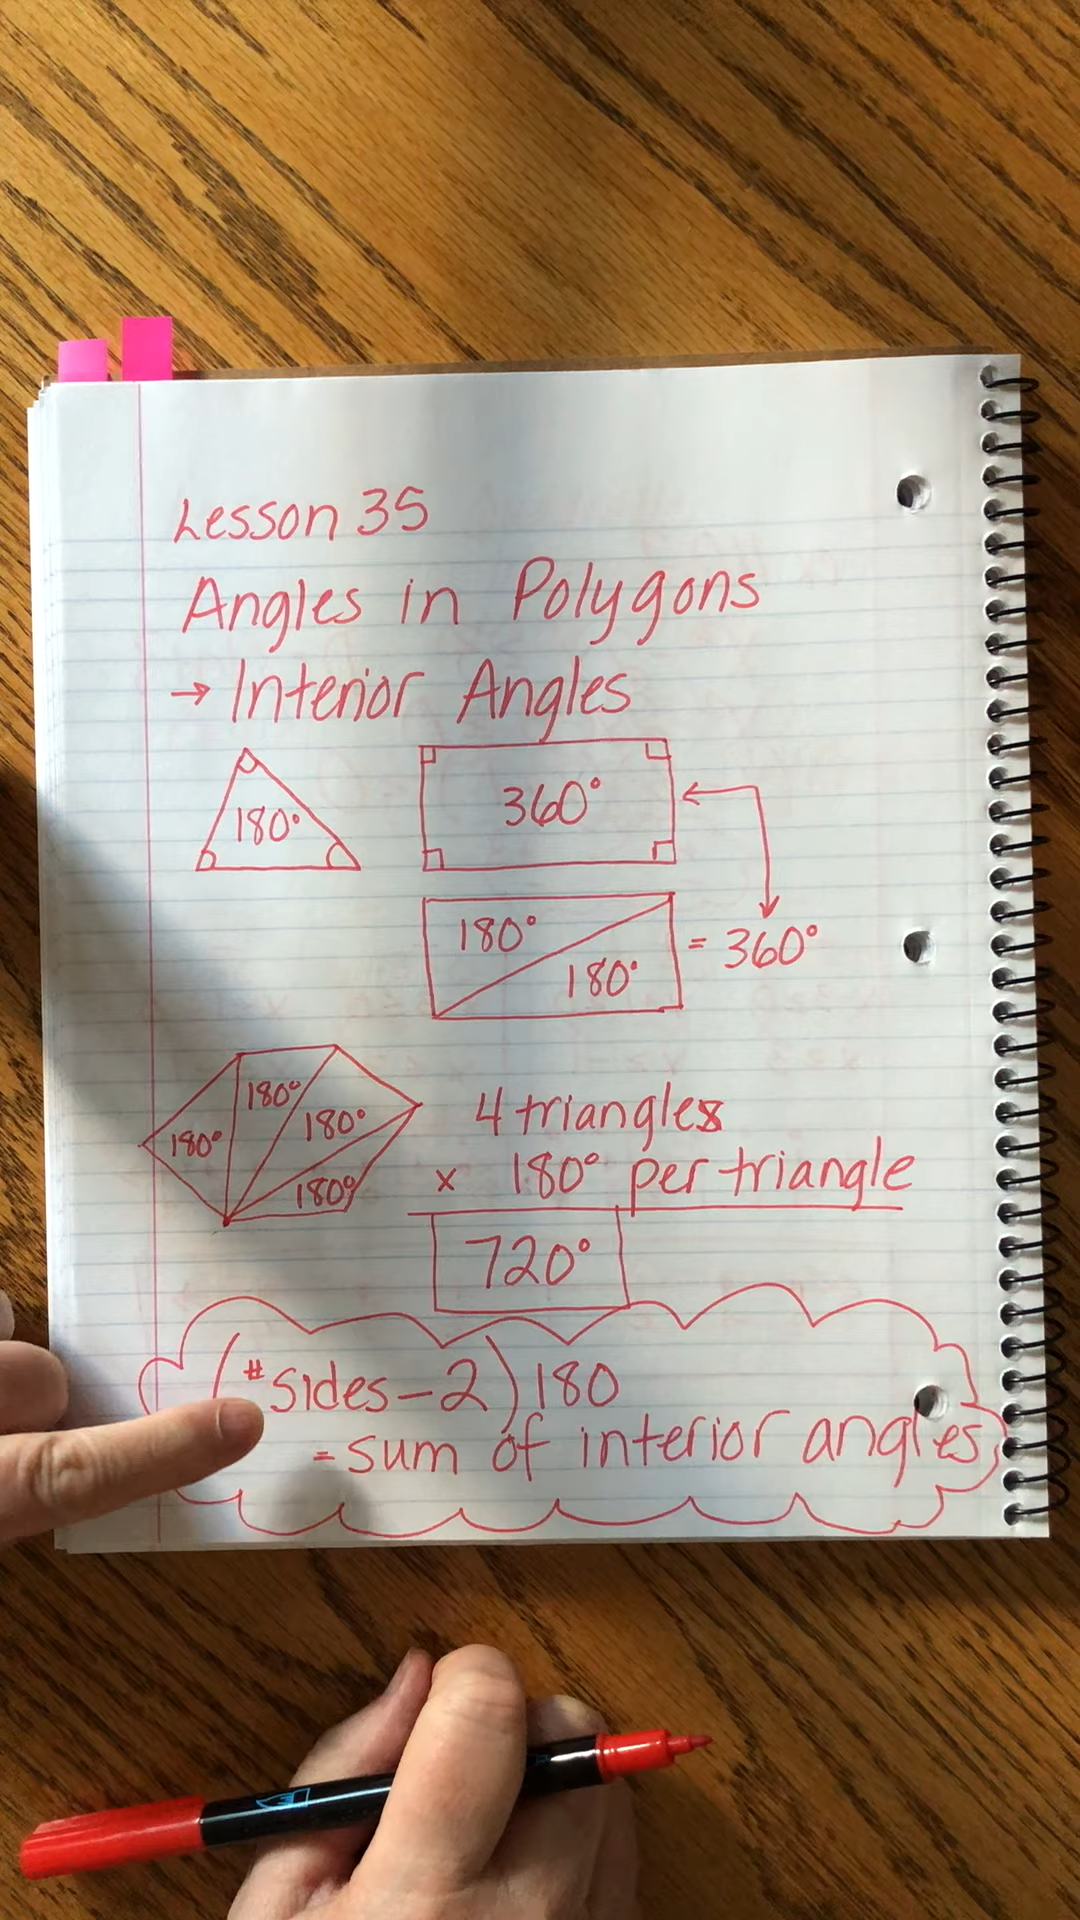 Lesson 35
Angles in Polygons
→ Interior Angles
180°
360°
180°
180°
= 360°
180°
180°
180°
180°
4 triangles
x 180° per triangle
720°
(# sides - 2) 180
= sum of interior angles